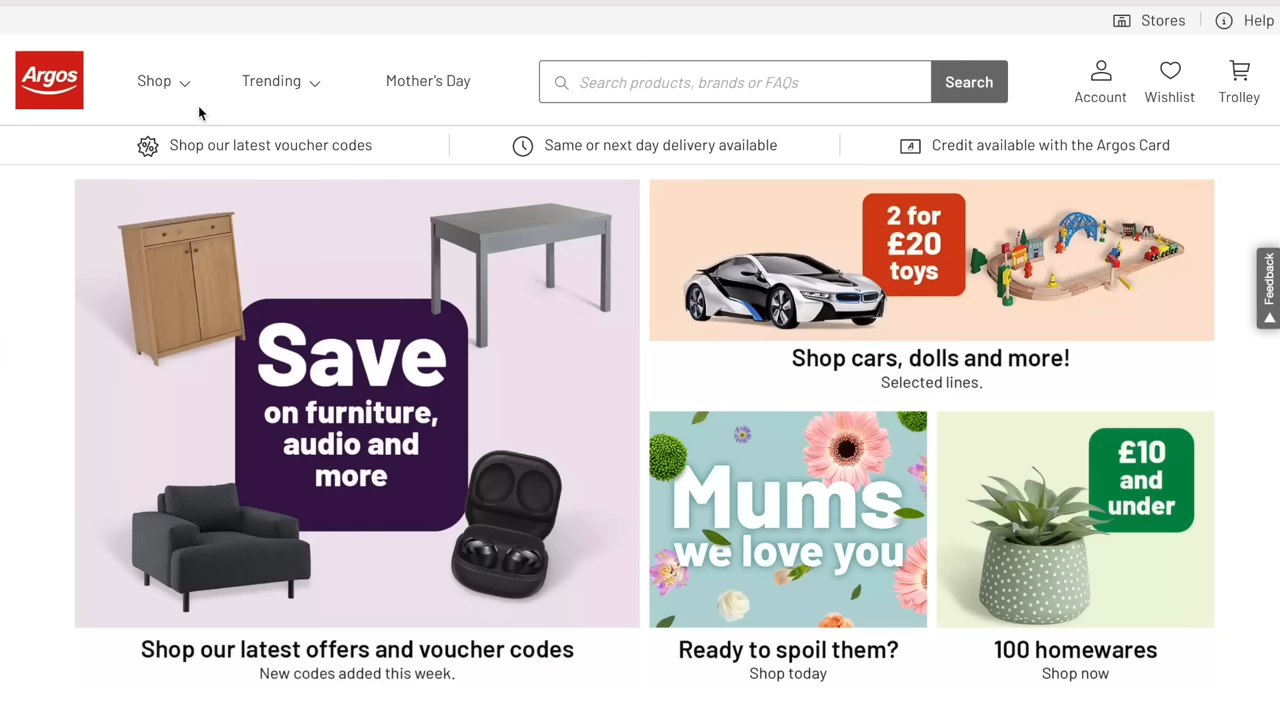 Stores
Help
Argos
Shop
Trending
Mother's Day
Search products, brands or FAQs
Search
Account
Wishlist
Trolley
Shop our latest voucher codes
Same or next day delivery available
Credit available with the Argos Card
Save
on furniture,
audio and
more
Shop our latest offers and voucher codes
New codes added this week.
2 for
£20
toys
Shop cars, dolls and more!
Selected lines.
Mums
we love you
Ready to spoil them?
Shop today
£10
and
under
100 homewares
Shop now
Feedback